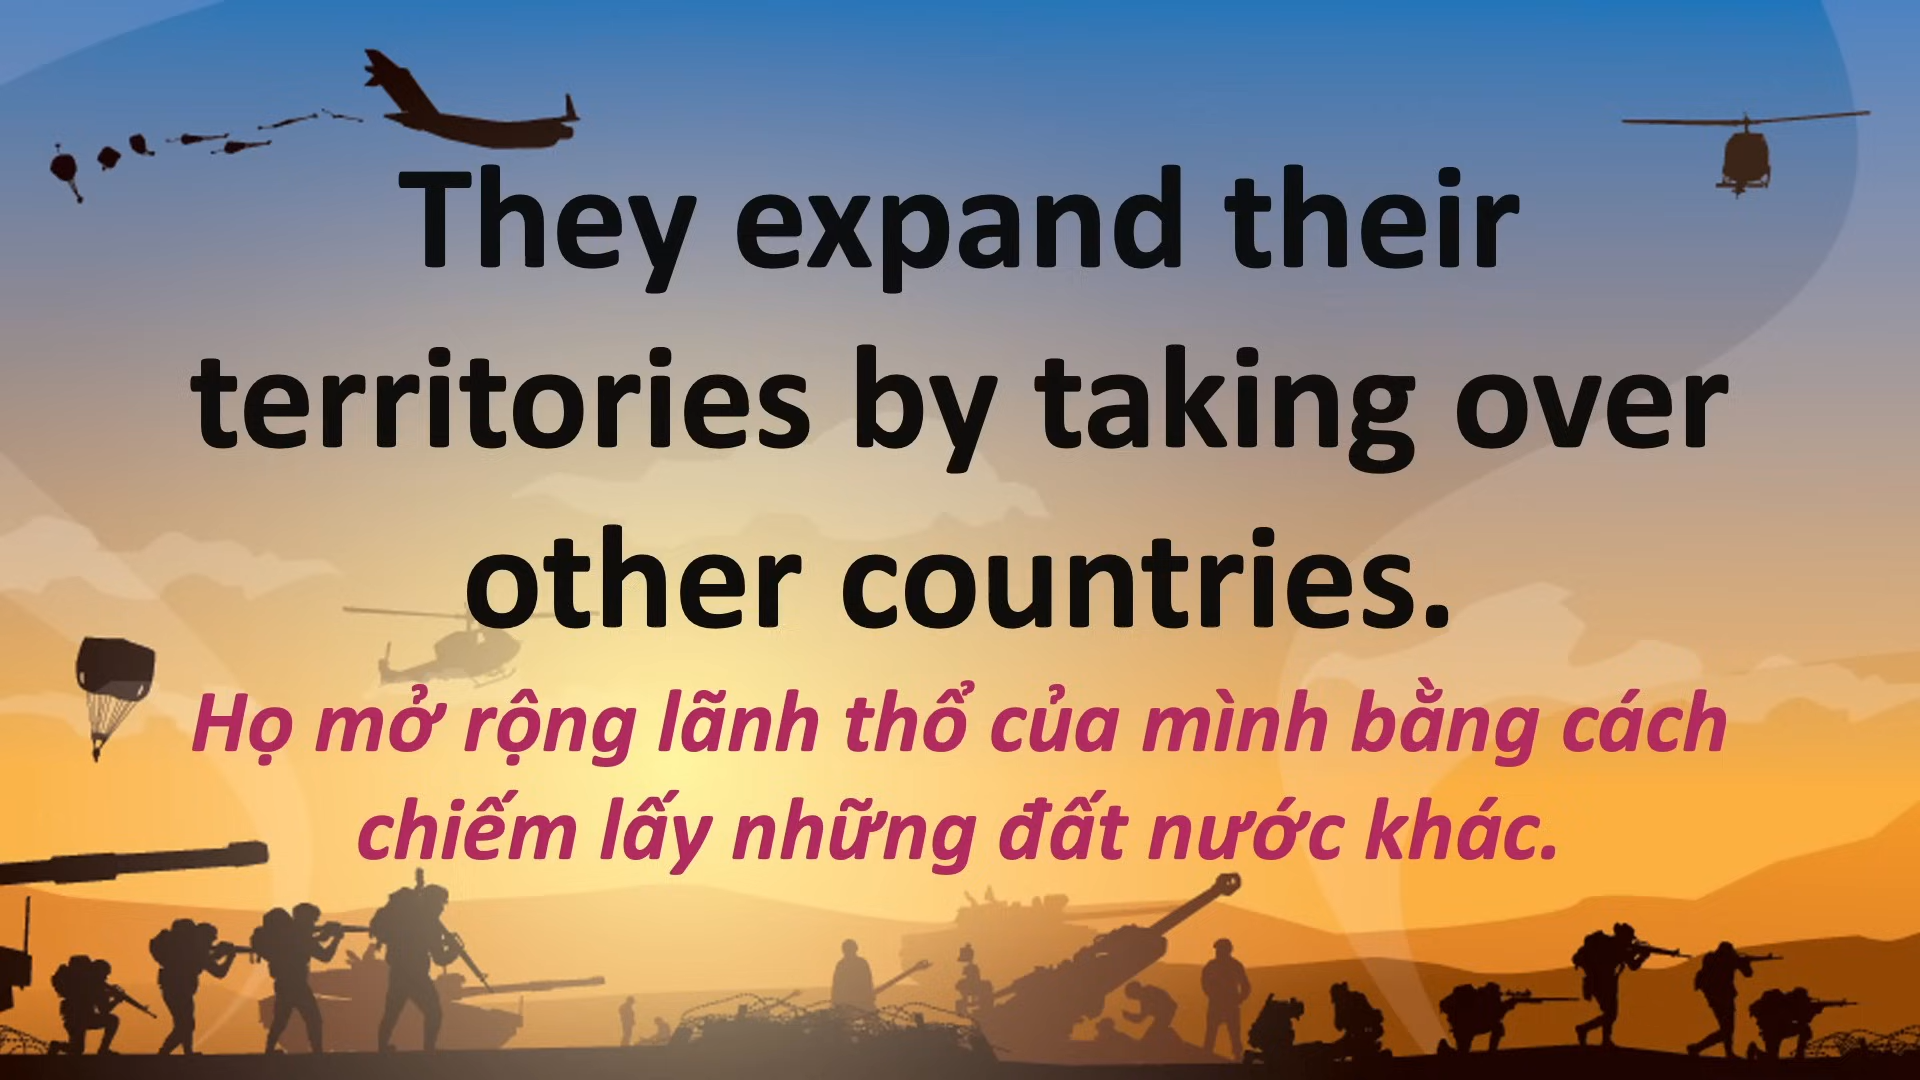 They expand their
territories by taking over
other countries.
Họ mở rộng lãnh thổ của mình bằng cách
chiếm lấy những đất nước khác.